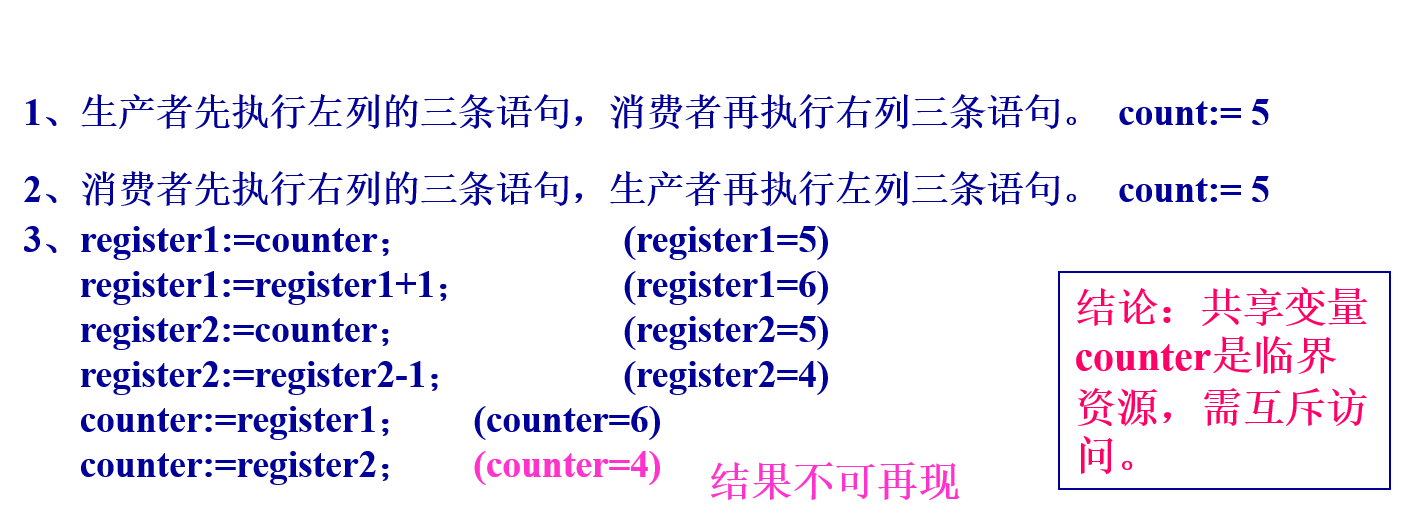 1、生产者先执行左列的三条语句，消费者再执行右列三条语句。 count:= 5
2、消费者先执行右列的三条语句，生产者再执行左列三条语句。 count:= 5
3、register1:=counter； (register1=5)
register1:=register1+1； (register1=6)
register2:=counter； (register2=5)
register2:=register2-1； (register2=4)
counter:=register1； (counter=6)
counter:=register2； (counter=4)
结果不可再现
结论：共享变量
counter是临界
资源，需互斥访
问。